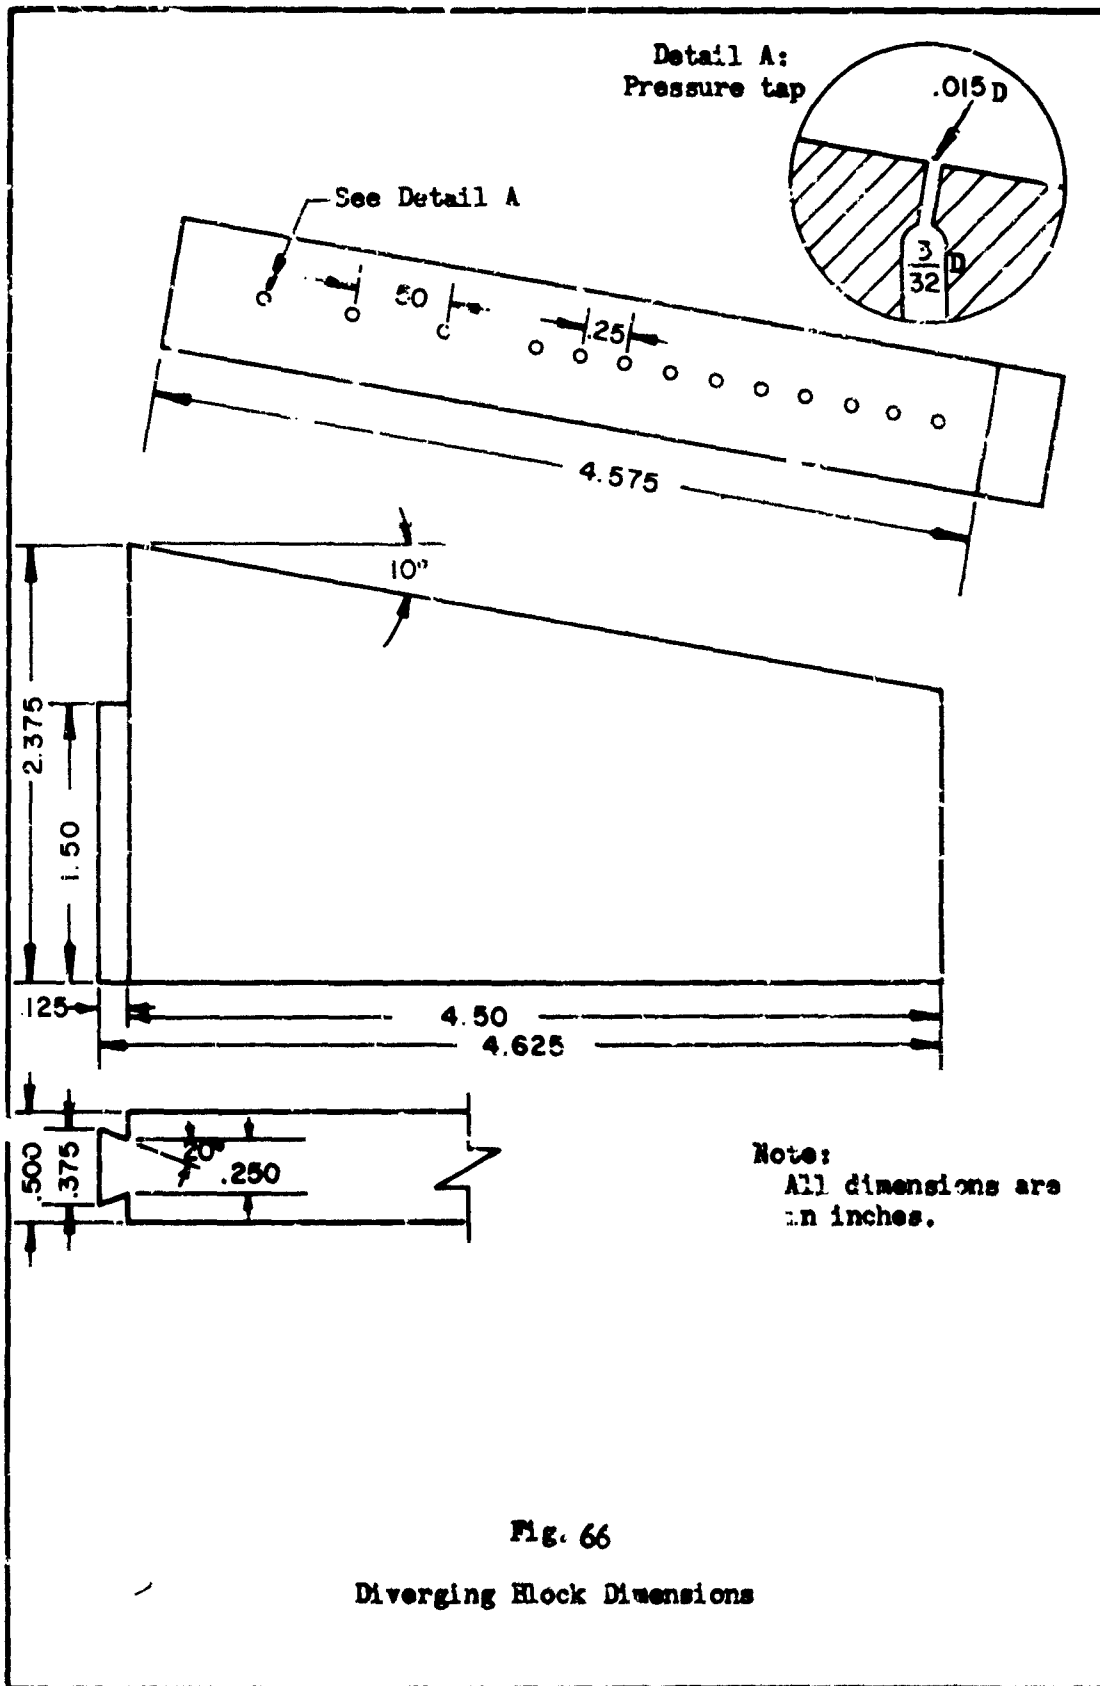 Detail A:
Pressure tap
.015 D
See Detail A
3/32 D
.50
.25
4.575
10°
2.375
1.50
.125
4.50
4.625
.500
.375
20°
.250
Note:
All dimensions are
in inches.
Fig. 66
Diverging Block Dimensions